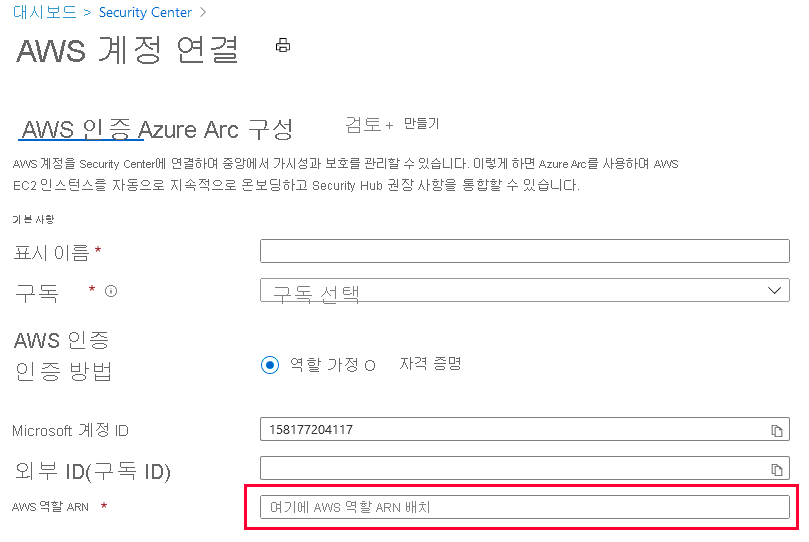 대시보드 > Security Center >
AWS 계정 연결
AWS 인증 Azure Arc 구성 검토 + 만들기
AWS 계정을 Security Center에 연결하여 중앙에서 가시성과 보호를 관리할 수 있습니다. 이렇게 하면 Azure Arc를 사용하여 AWS
EC2 인스턴스를 자동으로 지속적으로 온보딩하고 Security Hub 권장 사항을 통합할 수 있습니다.
기본 사항
표시 이름 *
구독 * 구독 선택
AWS 인증
인증 방법 역할 가정 O 자격 증명
Microsoft 계정 ID 158177204117
외부 ID(구독 ID)
AWS 역할 ARN * 여기에 AWS 역할 ARN 배치